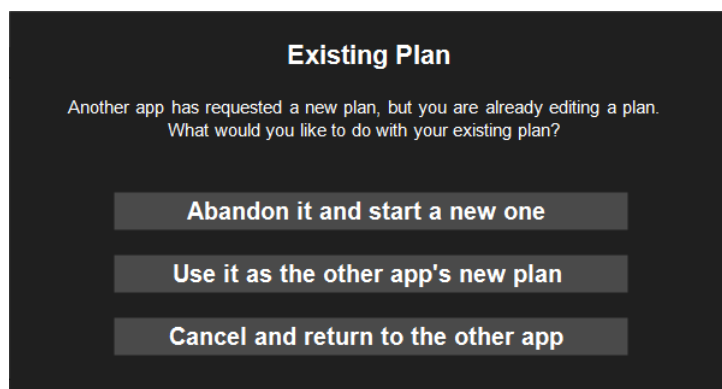 Existing Plan
Another app has requested a new plan, but you are already editing a plan.
What would you like to do with your existing plan?
Abandon it and start a new one
Use it as the other app's new plan
Cancel and return to the other app